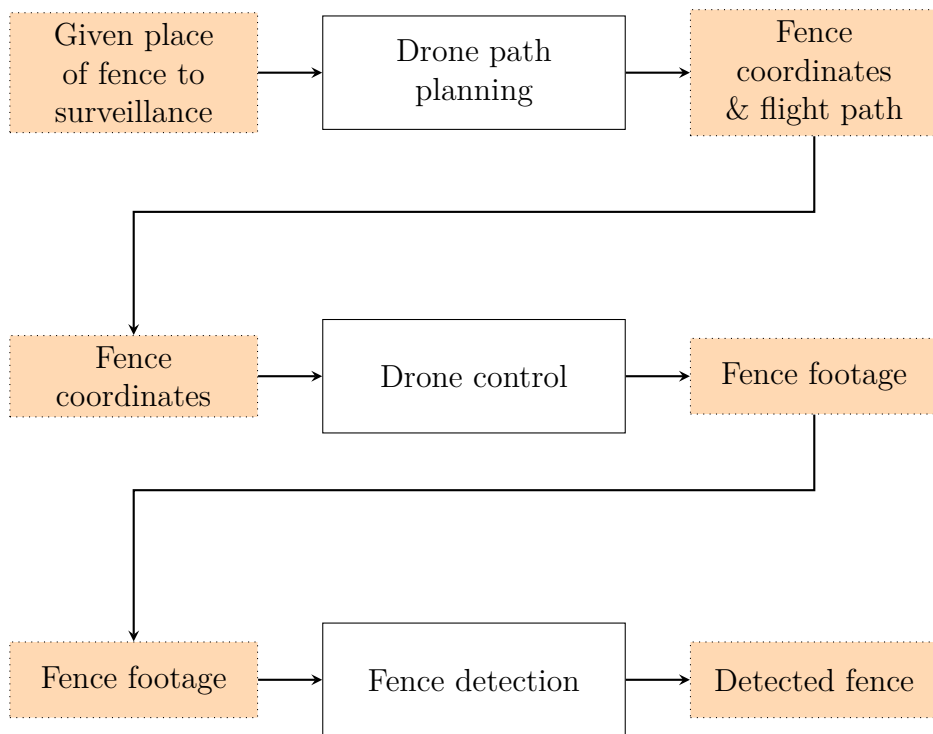 Given place
of fence to
surveillance
Drone path
planning
Fence
coordinates
& flight path
Fence
coordinates
Drone control
Fence footage
Fence footage
Fence detection
Detected fence